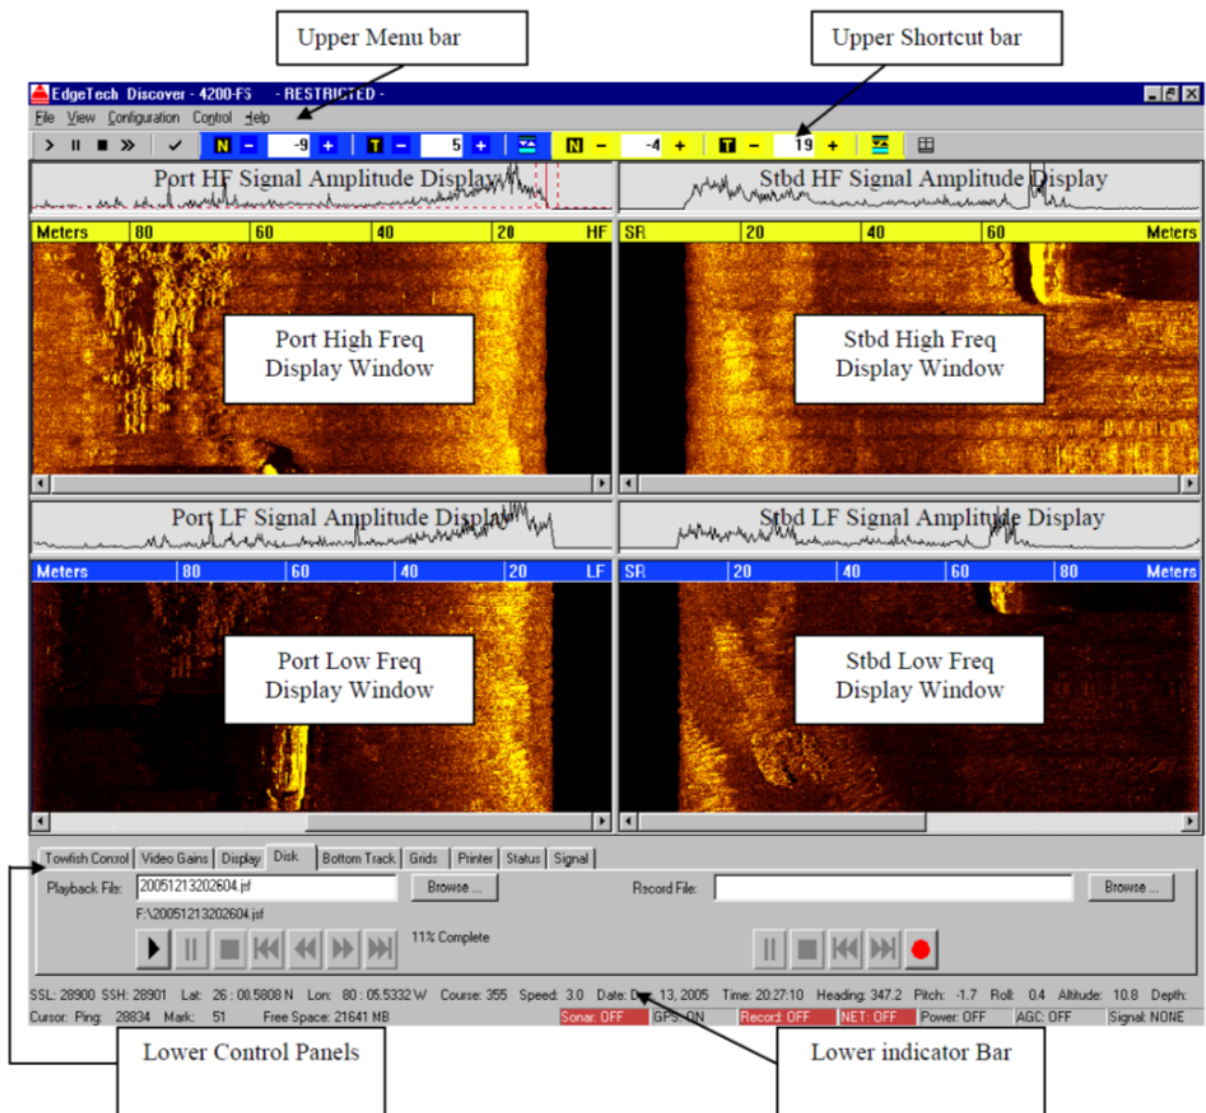 Upper Menu bar
Upper Shortcut bar
EdgeTech Discover - 4200-FS - RESTRICTED -
File View Configuration Control Help
N - -9 + T - 5 + N - -4 + T - 19 +
Port HF Signal Amplitude Display
Stbd HF Signal Amplitude Display
Meters 80 60 40 20 HF
SR 20 40 60 Meters
Port High Freq
Display Window
Stbd High Freq
Display Window
Port LF Signal Amplitude Display
Stbd LF Signal Amplitude Display
Meters 80 60 40 20 LF
SR 20 40 60 80 Meters
Port Low Freq
Display Window
Stbd Low Freq
Display Window
Towfish Control Video Gains Display Disk Bottom Track Grids Printer Status Signal
Playback File: 20051213202604.jsf Browse ... Record File: Browse ...
F:\20051213202604.jsf
11% Complete
SSL: 28900 SSH: 28901 Lat: 26 : 00.5808 N Lon: 80 : 05.5332 W Course: 355 Speed: 3.0 Date: 13, 2005 Time: 20:27:10 Heading: 347.2 Pitch: -1.7 Roll: 0.4 Altitude: 10.8 Depth:
Cursor: Ping: 28834 Mark: 51 Free Space: 21641 MB Sonar: OFF GPS: ON Record: OFF NET: OFF Power: OFF AGC: OFF Signal: NONE
Lower Control Panels
Lower indicator Bar